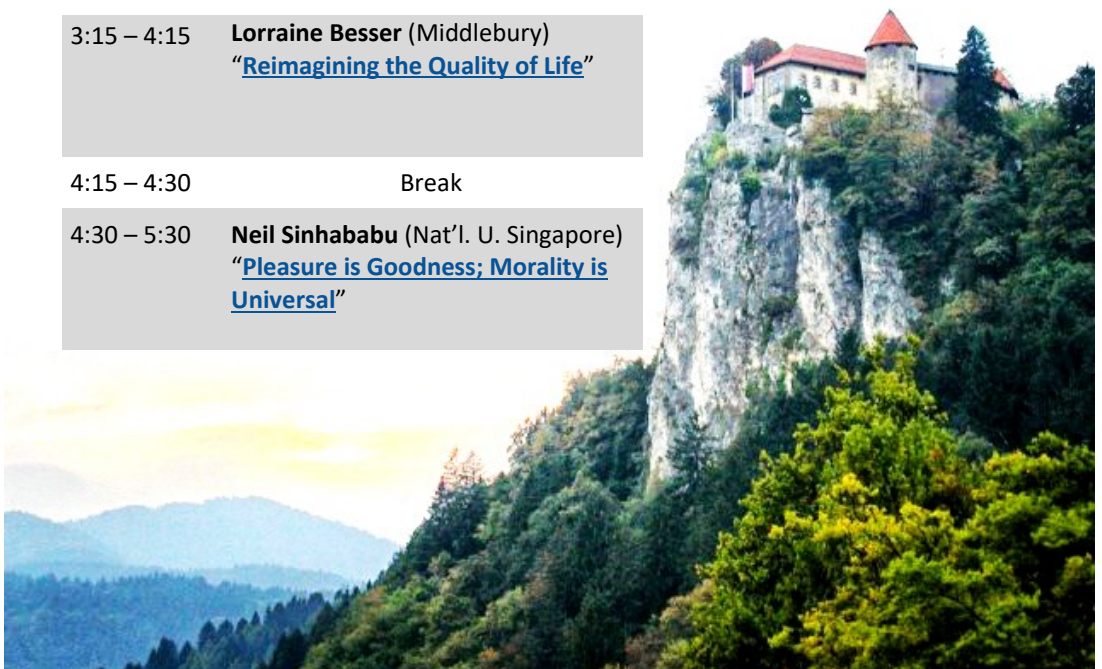 3:15 – 4:15 Lorraine Besser (Middlebury)
“Reimagining the Quality of Life”
4:15 – 4:30 Break
4:30 – 5:30 Neil Sinhababu (Nat’l. U. Singapore)
“Pleasure is Goodness; Morality is
Universal”